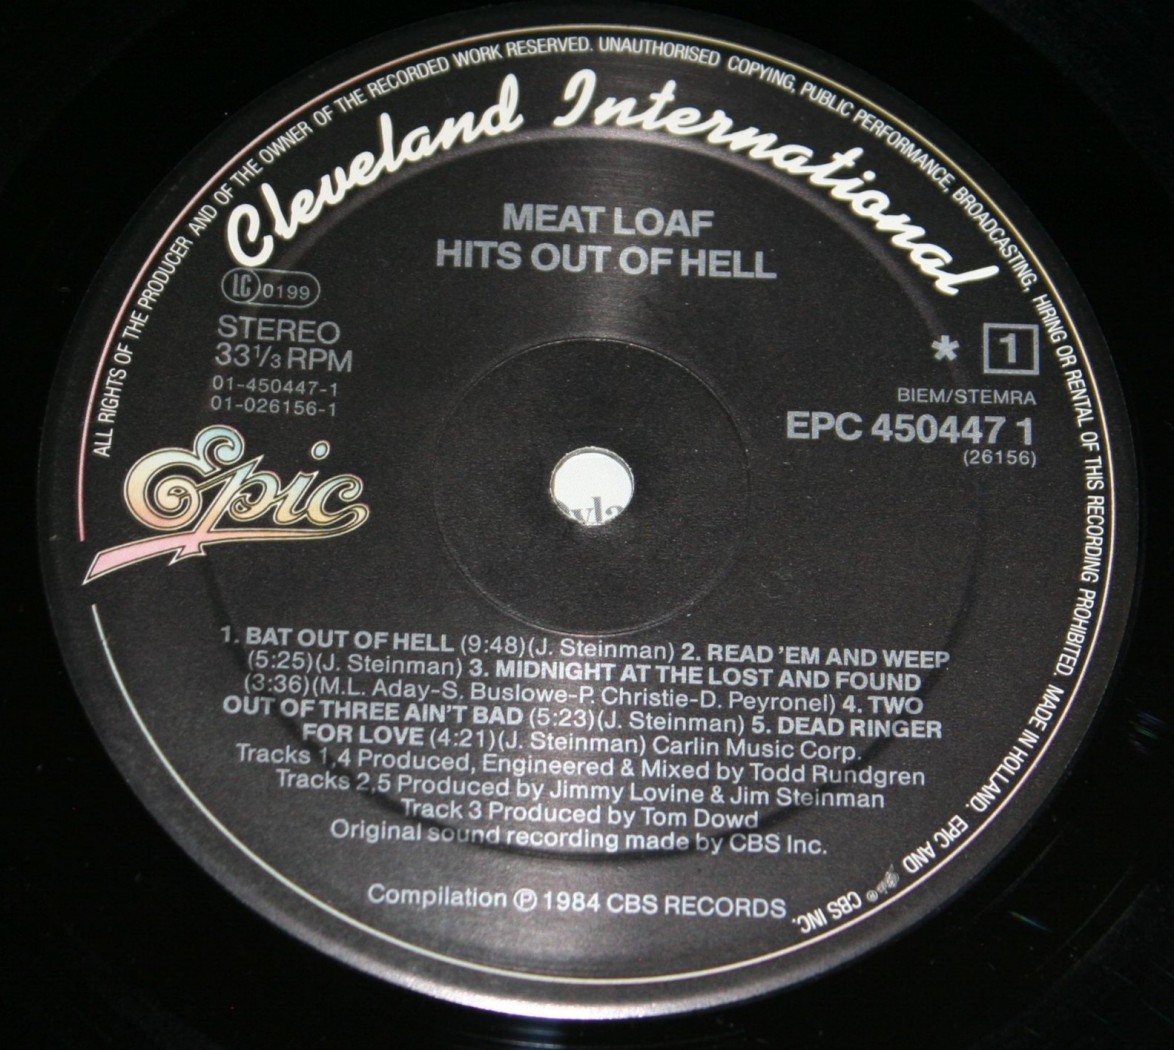 ALL RIGHTS OF THE PRODUCER AND OF THE OWNER OF THE RECORDED WORK RESERVED. UNAUTHORISED COPYING, PUBLIC PERFORMANCE, BROADCASTING, HIRING OR RENTAL OF THIS RECORDING PROHIBITED. MADE IN HOLLAND. EPIC AND ® CBS INC.
Cleveland International
MEAT LOAF
HITS OUT OF HELL
LC 0199
STEREO
33 1/3 RPM
01-450447-1
01-026156-1
* 1
BIEM/STEMRA
EPC 450447 1
(26156)
Epic
1. BAT OUT OF HELL (9:48)(J. Steinman) 2. READ 'EM AND WEEP
(5:25)(J. Steinman) 3. MIDNIGHT AT THE LOST AND FOUND
(3:36)(M.L. Aday-S, Buslowe-P. Christie-D. Peyronel) 4. TWO
OUT OF THREE AIN'T BAD (5:23)(J. Steinman) 5. DEAD RINGER
FOR LOVE (4:21)(J. Steinman) Carlin Music Corp.
Tracks 1,4 Produced, Engineered & Mixed by Todd Rundgren
Tracks 2,5 Produced by Jimmy Lovine & Jim Steinman
Track 3 Produced by Tom Dowd
Original sound recording made by CBS Inc.
Compilation ℗ 1984 CBS RECORDS